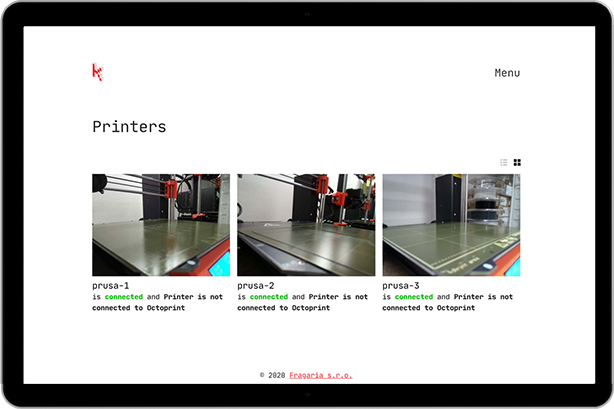 Menu
Printers
prusa-1
is connected and Printer is not
connected to Octoprint
prusa-2
is connected and Printer is not
connected to Octoprint
prusa-3
is connected and Printer is not
connected to Octoprint
© 2020 Fragaria s.r.o.